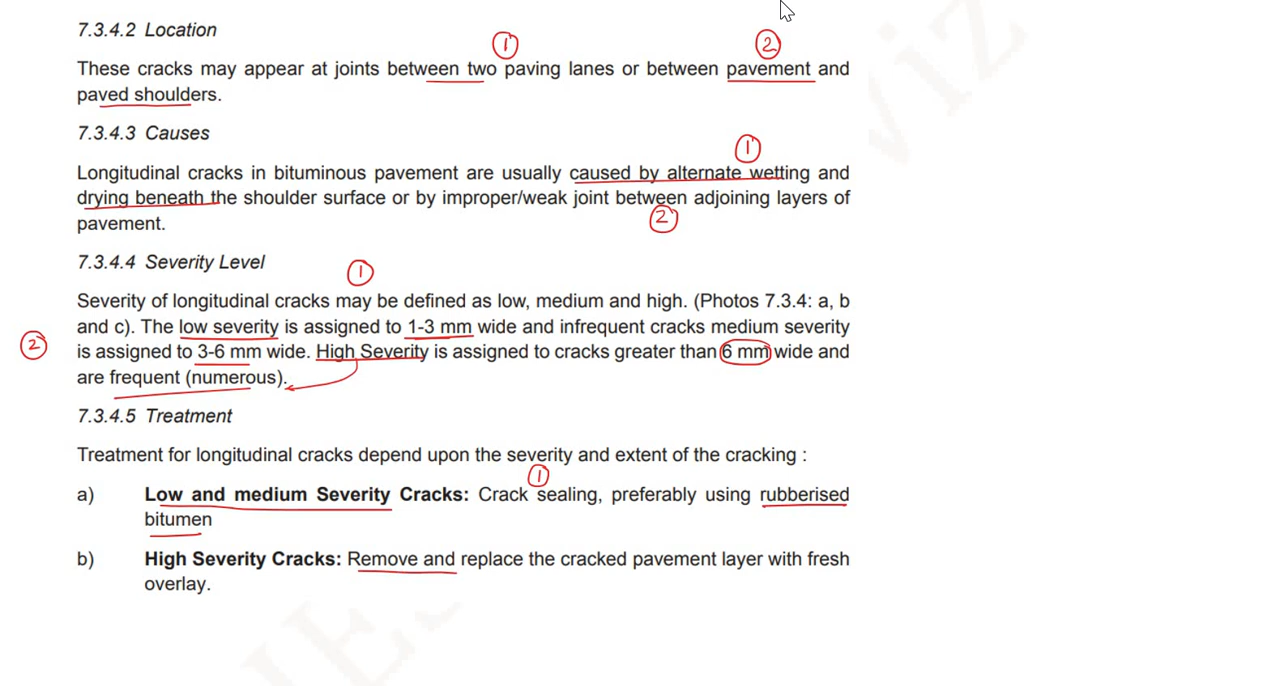 7.3.4.2 Location
1 2
These cracks may appear at joints between two paving lanes or between pavement and
paved shoulders.
7.3.4.3 Causes
1
Longitudinal cracks in bituminous pavement are usually caused by alternate wetting and
drying beneath the shoulder surface or by improper/weak joint between adjoining layers of
2
pavement.
7.3.4.4 Severity Level
1
Severity of longitudinal cracks may be defined as low, medium and high. (Photos 7.3.4: a, b
and c). The low severity is assigned to 1-3 mm wide and infrequent cracks medium severity
2
is assigned to 3-6 mm wide. High Severity is assigned to cracks greater than 6 mm wide and
are frequent (numerous).
7.3.4.5 Treatment
Treatment for longitudinal cracks depend upon the severity and extent of the cracking :
1
a) Low and medium Severity Cracks: Crack sealing, preferably using rubberised
bitumen
b) High Severity Cracks: Remove and replace the cracked pavement layer with fresh
overlay.